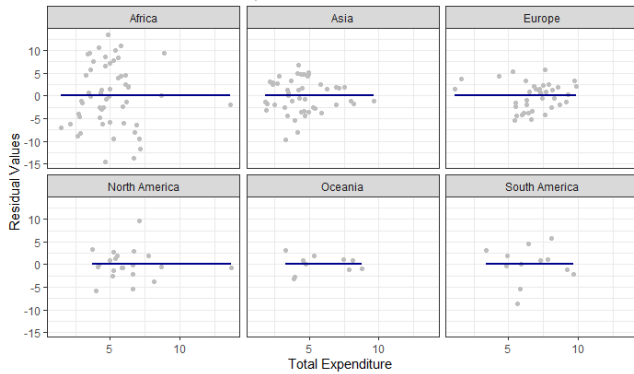 Africa Asia Europe
10
5
0
-5
-10
-15
Residual Values
North America Oceania South America
10
5
0
-5
-10
-15
5 10 5 10 5 10
Total Expenditure